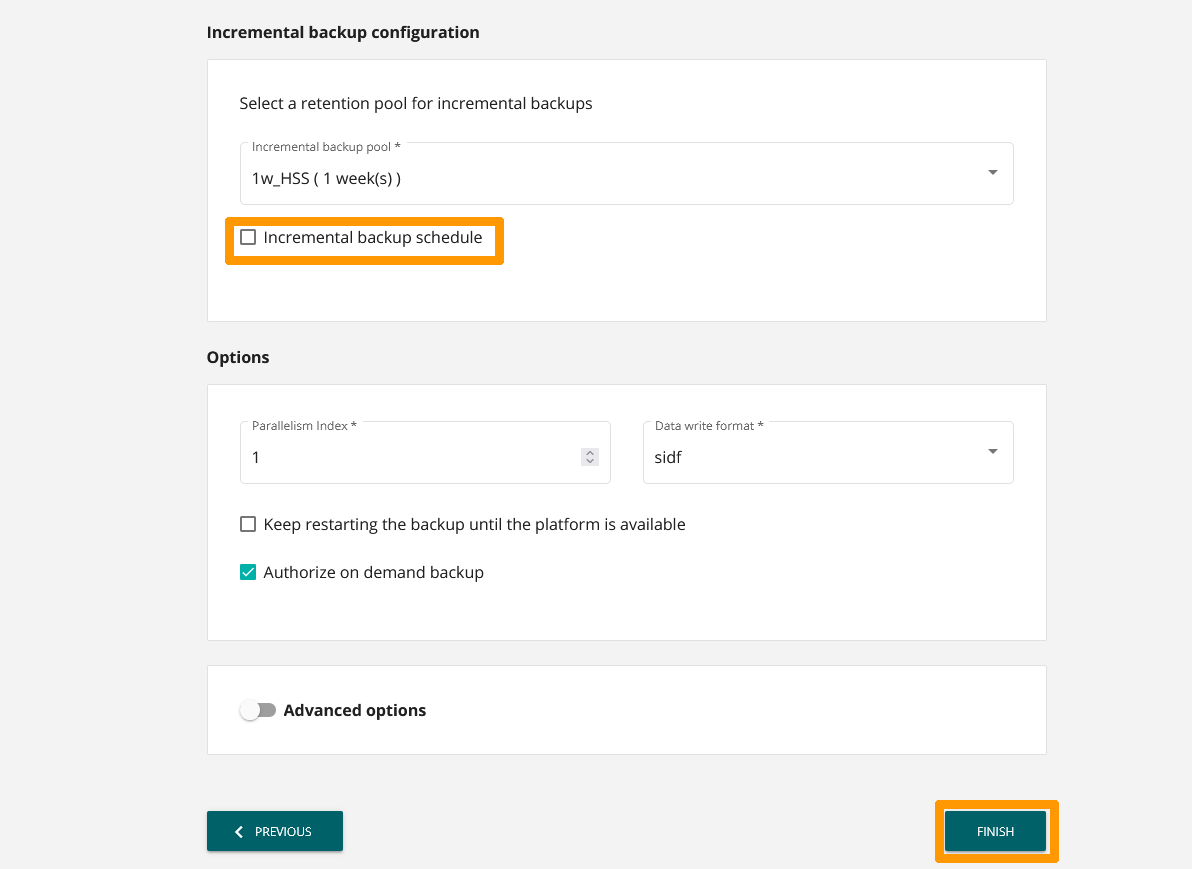 Incremental backup configuration
Select a retention pool for incremental backups
Incremental backup pool *
1w_HSS ( 1 week(s) )
Incremental backup schedule
Options
Parallelism Index *
1
Data write format *
sidf
Keep restarting the backup until the platform is available
Authorize on demand backup
Advanced options
PREVIOUS
FINISH